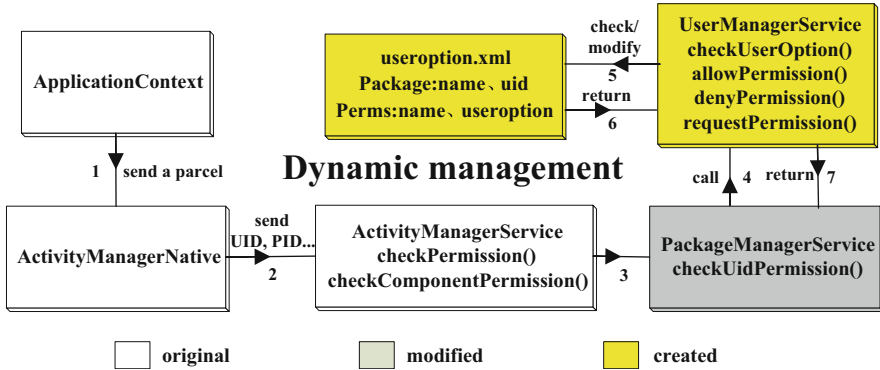 ApplicationContext
useroption.xml
Package:name、uid
Perms:name、useroption
check/
modify
5
return
6
UserManagerService
checkUserOption()
allowPermission()
denyPermission()
requestPermission()
1
send a parcel
Dynamic management
call
4
return
7
ActivityManagerNative
send
UID, PID...
2
ActivityManagerService
checkPermission()
checkComponentPermission()
3
PackageManagerService
checkUidPermission()
original
modified
created